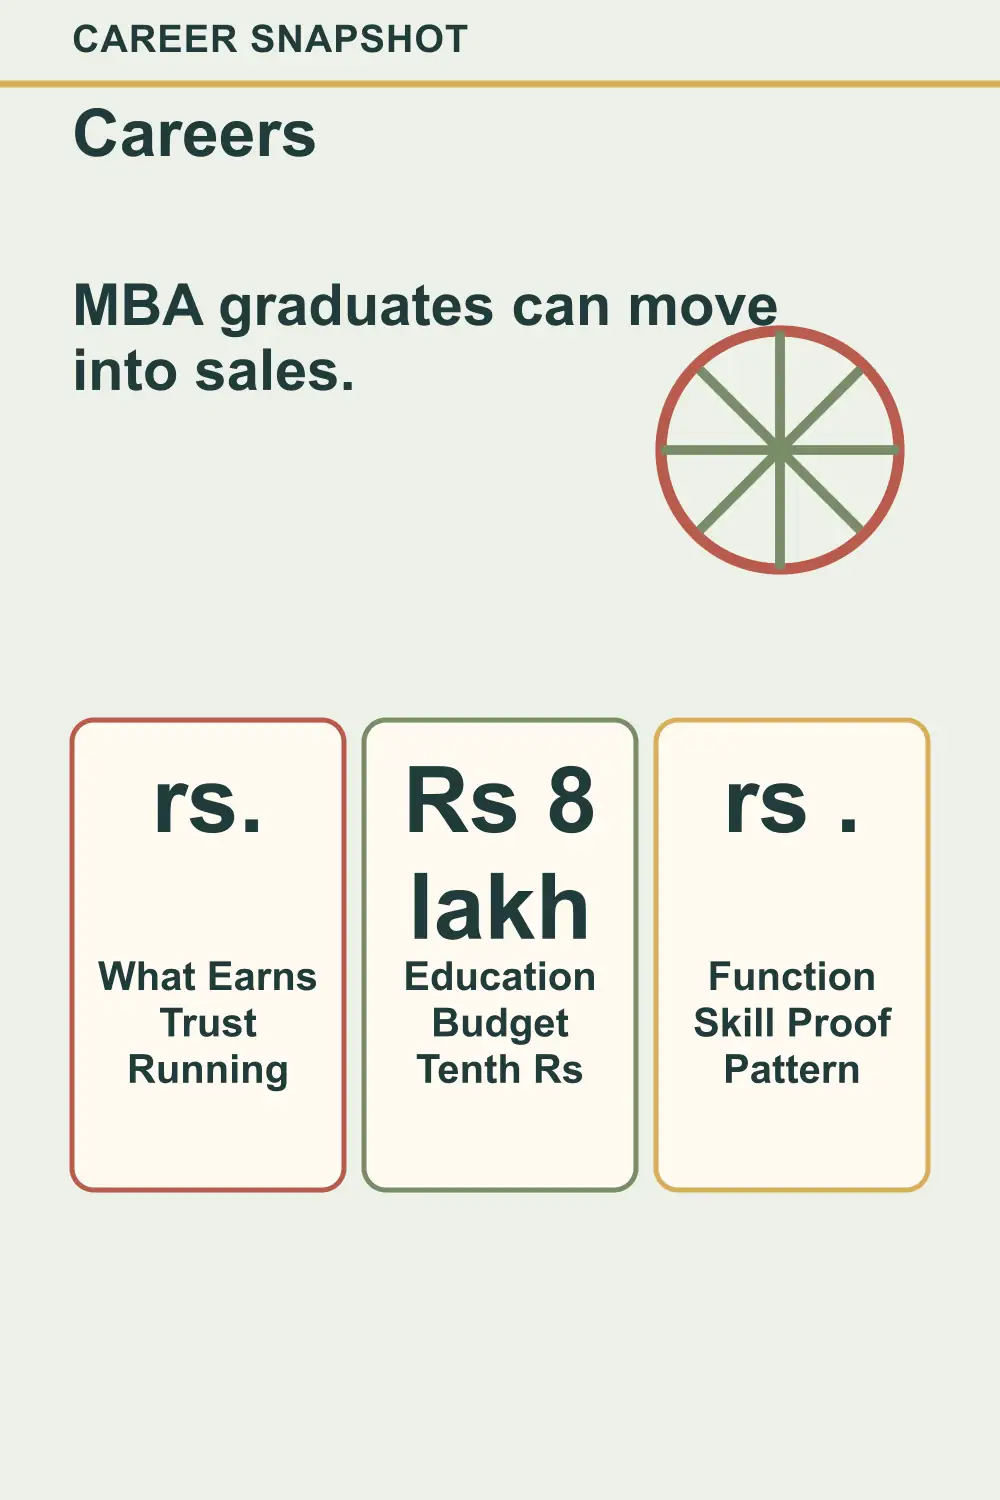 CAREER SNAPSHOT
Careers
MBA graduates can move
into sales.
rs.
What Earns
Trust
Running
Rs 8
lakh
Education
Budget
Tenth Rs
rs .
Function
Skill Proof
Pattern